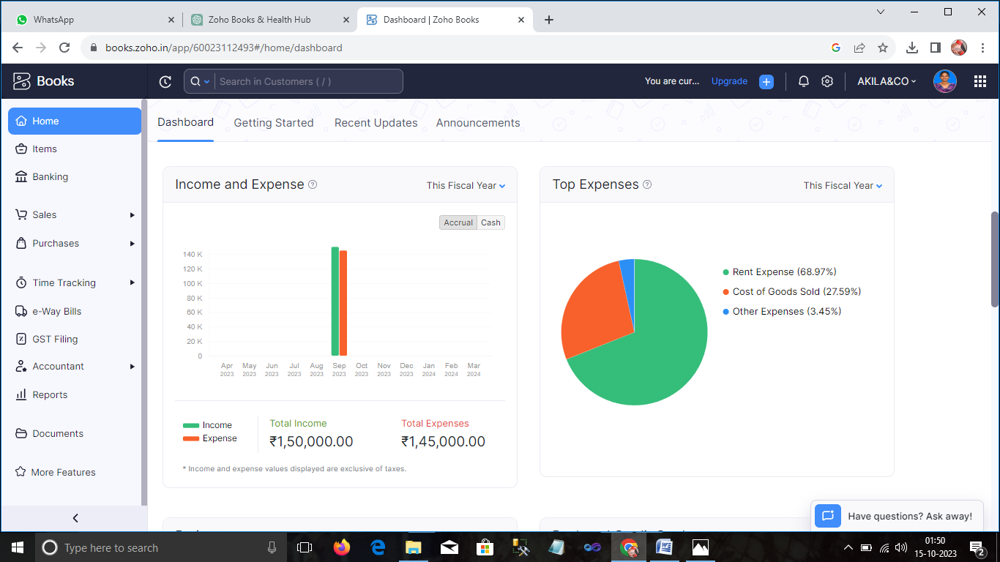 WhatsApp
Zoho Books & Health Hub
Dashboard | Zoho Books
books.zoho.in/app/60023112493#/home/dashboard
Books
Search in Customers ( / )
You are cur...
Upgrade
AKILA&CO
Home
Items
Banking
Sales
Purchases
Time Tracking
e-Way Bills
GST Filing
Accountant
Reports
Documents
More Features
Dashboard
Getting Started
Recent Updates
Announcements
Income and Expense
This Fiscal Year
Accrual
Cash
140 K
120 K
100 K
80 K
60 K
40 K
20 K
0
Apr May Jun Jul Aug Sep Oct Nov Dec Jan Feb Mar
2023 2023 2023 2023 2023 2023 2023 2023 2023 2024 2024 2024
Income
Expense
Total Income
₹1,50,000.00
Total Expenses
₹1,45,000.00
* Income and expense values displayed are exclusive of taxes.
Top Expenses
This Fiscal Year
Rent Expense (68.97%)
Cost of Goods Sold (27.59%)
Other Expenses (3.45%)
Have questions? Ask away!
Type here to search
01:50
15-10-2023
2